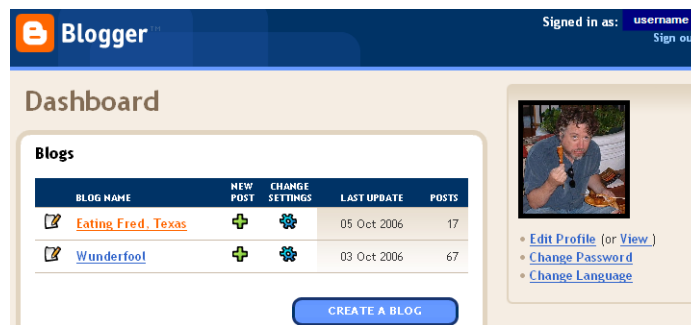 Blogger™
Signed in as: username
Sign ou
Dashboard
Blogs
BLOG NAME NEW POST CHANGE SETTINGS LAST UPDATE POSTS
Eating Fred, Texas 05 Oct 2006 17
Wunderfool 03 Oct 2006 67
CREATE A BLOG
Edit Profile (or View )
Change Password
Change Language